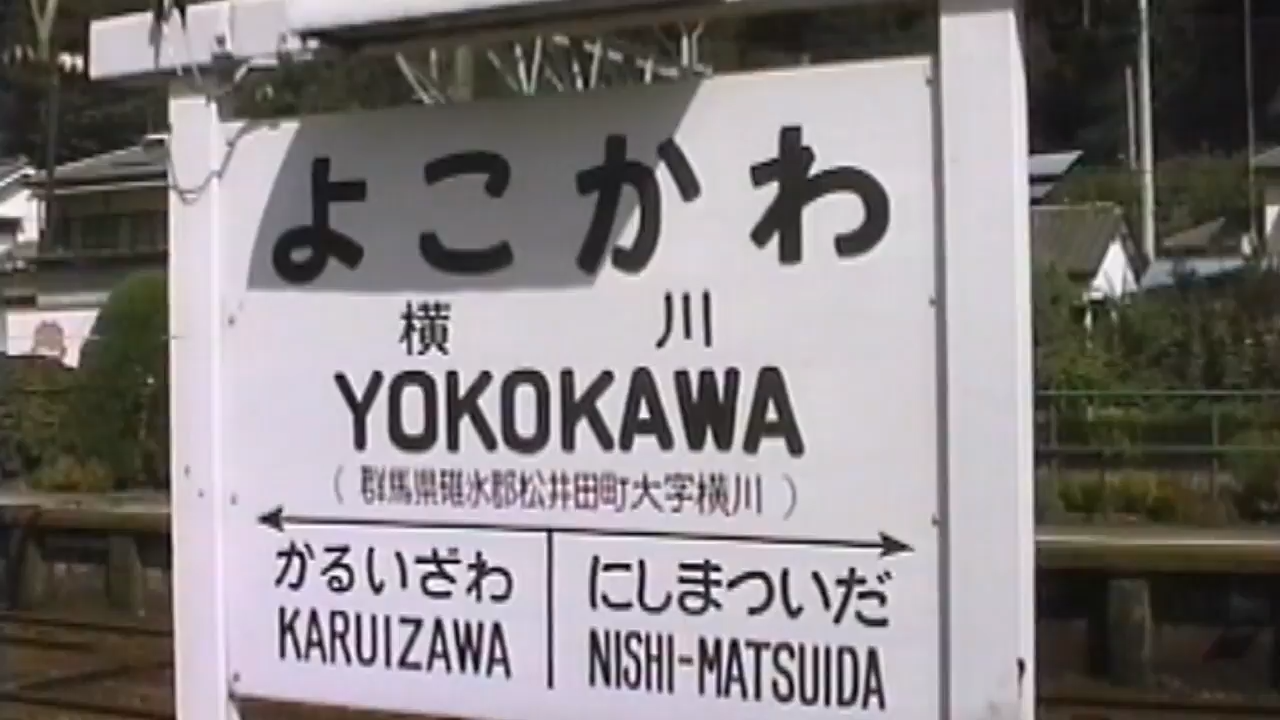 よこかわ
横川
YOKOKAWA
（群馬県碓氷郡松井田町大字横川）
かるいざわ
KARUIZAWA
にしまついだ
NISHI-MATSUIDA